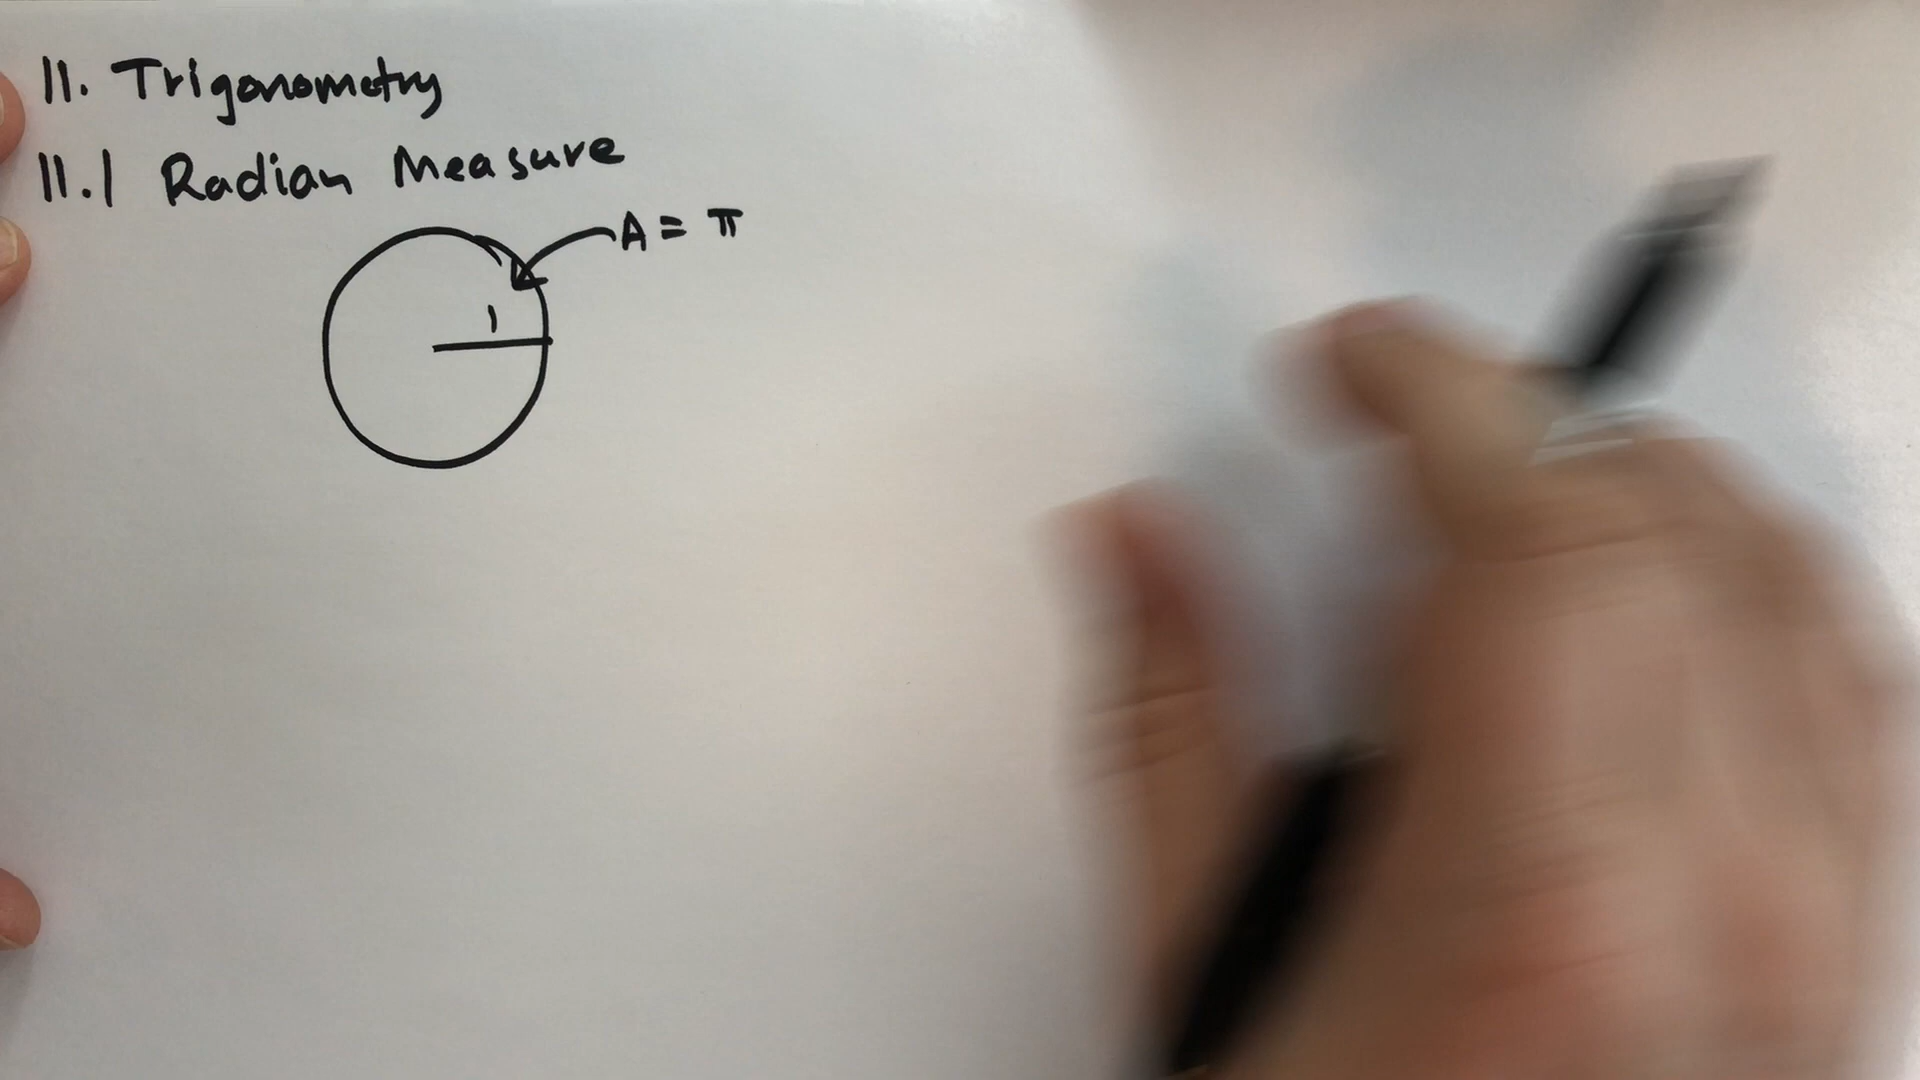 11. Trigonometry
11.1 Radian Measure
A = π
1